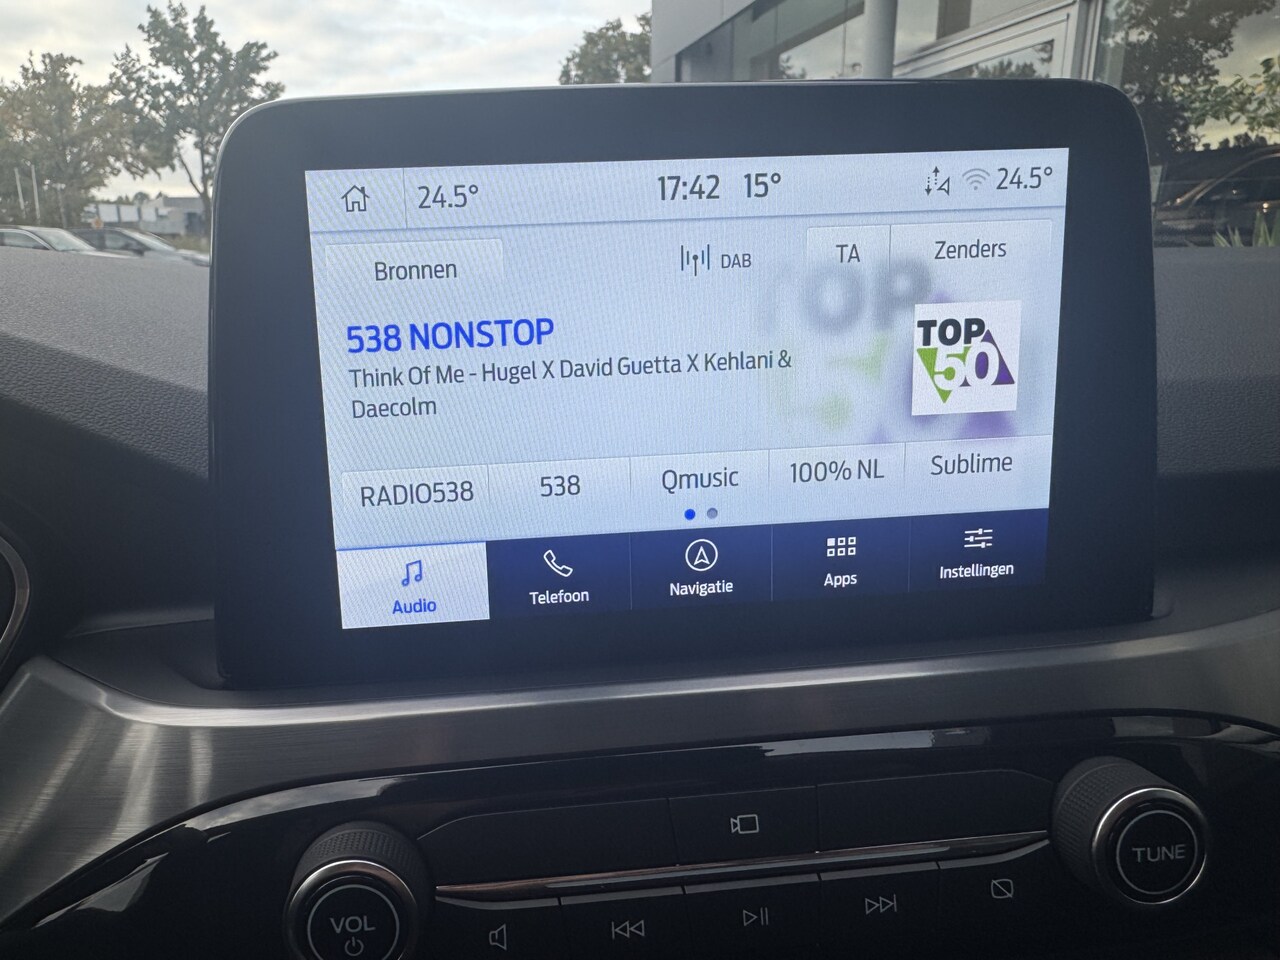 24.5°
17:42 15°
24.5°
Bronnen
DAB
TA
Zenders
538 NONSTOP
Think Of Me - Hugel X David Guetta X Kehlani &
Daecolm
TOP
50
RADIO538
538
Qmusic
100% NL
Sublime
Audio
Telefoon
Navigatie
Apps
Instellingen
VOL
TUNE